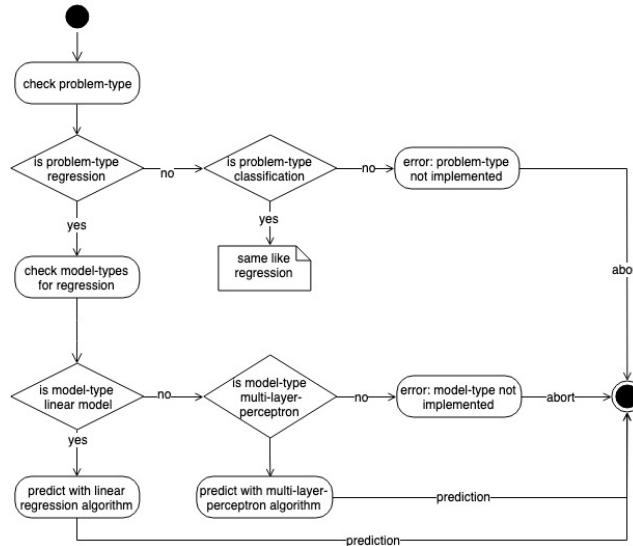 check problem-type
is problem-type
regression
no
is problem-type
classification
no
error: problem-type
not implemented
yes
yes
check model-types
for regression
same like
regression
abo
is model-type
linear model
no
is model-type
multi-layer-
perceptron
no
error: model-type not
implemented
abort
yes
predict with linear
regression algorithm
predict with multi-layer-
perceptron algorithm
prediction
prediction